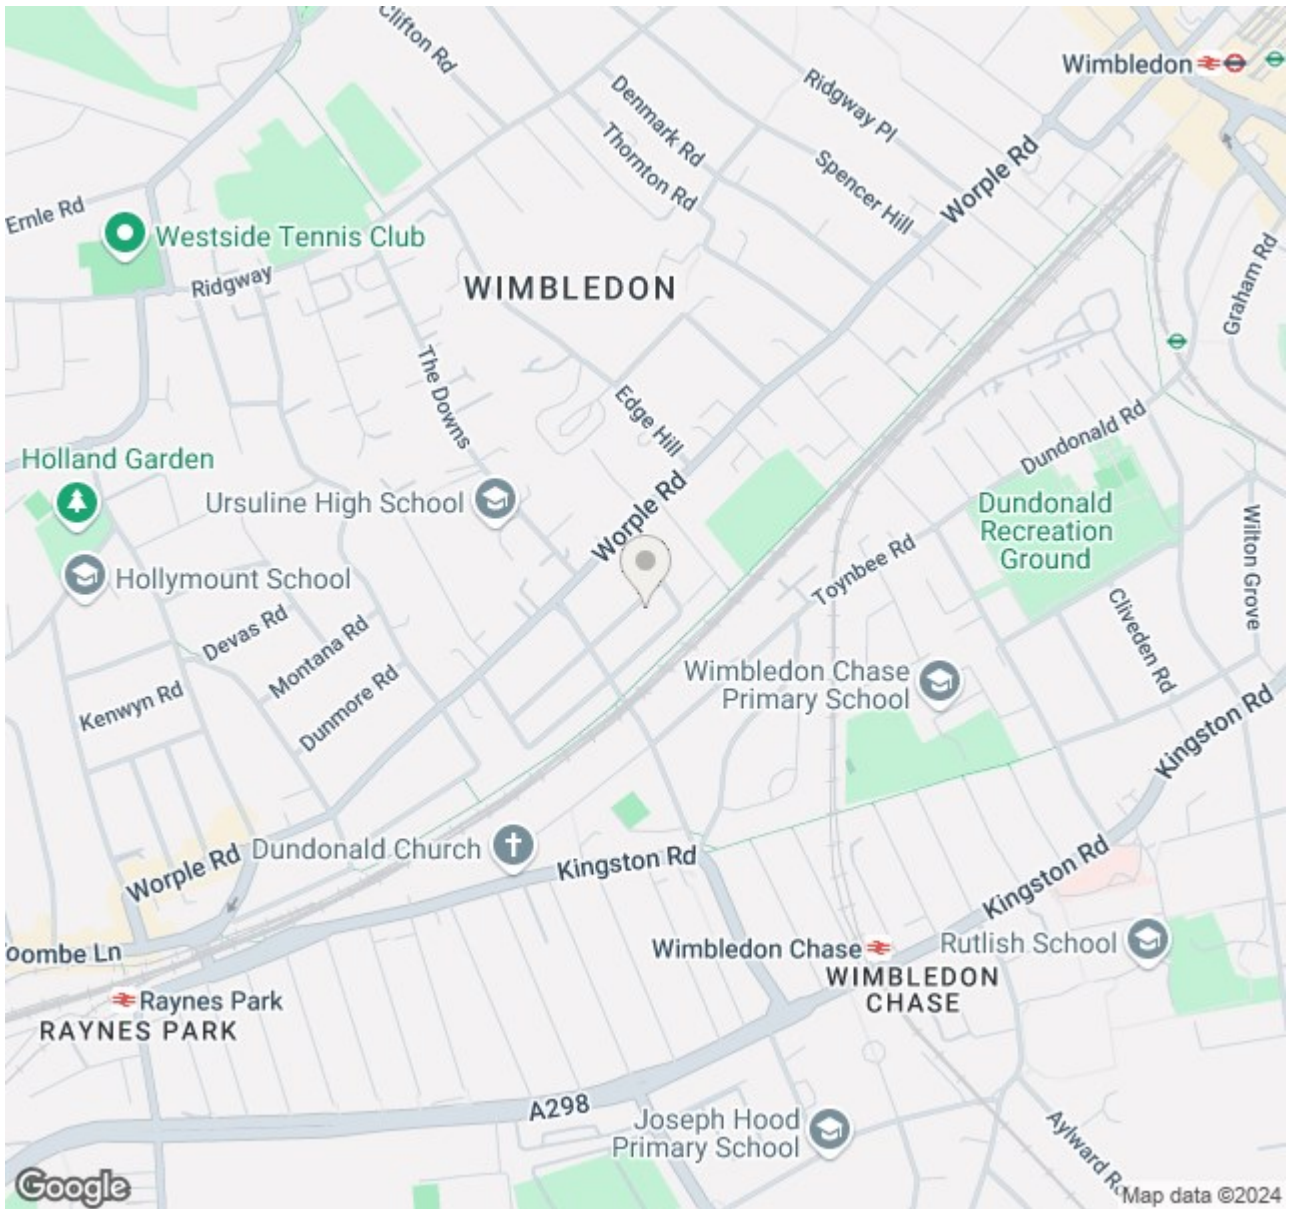 Clifton Rd
Wimbledon
Denmark Rd
Ridgway Pl
Thornton Rd
Spencer Hill
Worple Rd
Ernle Rd
Westside Tennis Club
Ridgway
WIMBLEDON
Graham Rd
The Downs
Edge Hill
Dundonald Rd
Holland Garden
Ursuline High School
Worple Rd
Dundonald
Recreation
Ground
Wilton Grove
Hollymount School
Toynbee Rd
Devas Rd
Montana Rd
Cliveden Rd
Wimbledon Chase
Primary School
Kenwyn Rd
Dunmore Rd
Kingston Rd
Dundonald Church
Kingston Rd
Worple Rd
Kingston Rd
oombe Ln
Wimbledon Chase
Rutlish School
WIMBLEDON
CHASE
Raynes Park
RAYNES PARK
A298
Joseph Hood
Primary School
Aylward Rd
Google
Map data ©2024